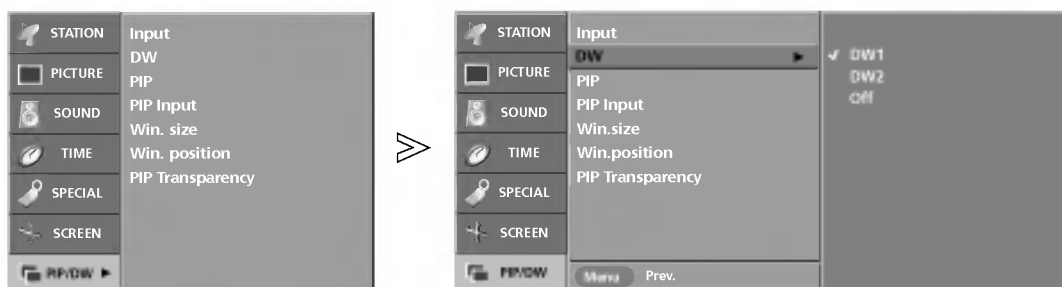 STATION
PICTURE
SOUND
TIME
SPECIAL
SCREEN
PIP/DW
Input
DW
PIP
PIP Input
Win. size
Win. position
PIP Transparency
STATION
PICTURE
SOUND
TIME
SPECIAL
SCREEN
PIP/DW
Input
DW
PIP
PIP Input
Win.size
Win.position
PIP Transparency
Menu Prev.
DW1
DW2
Off